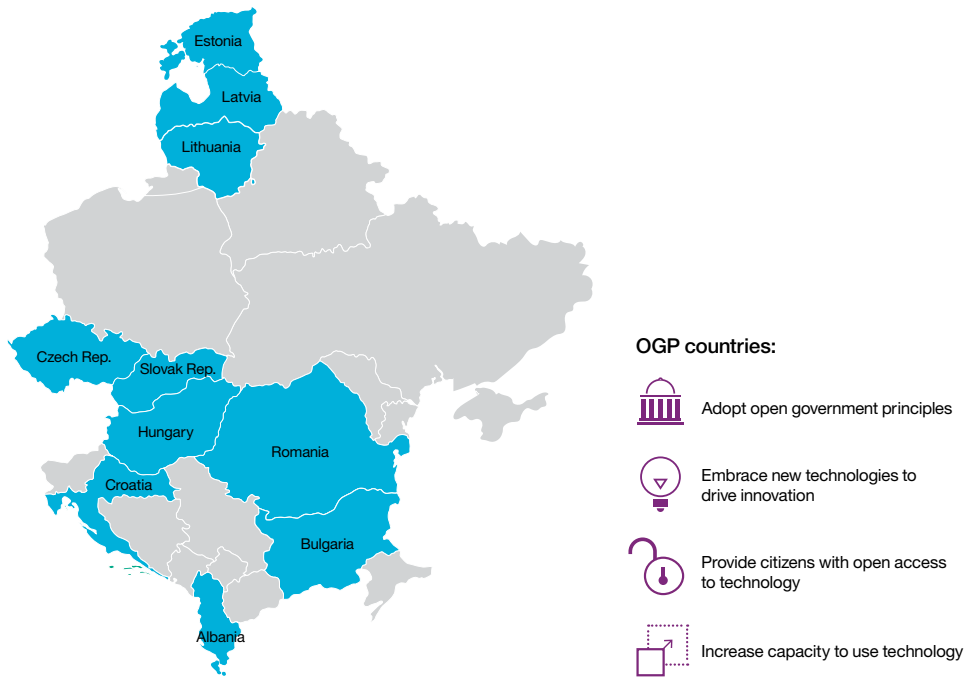 Estonia
Latvia
Lithuania
Czech Rep.
Slovak Rep.
Hungary
Romania
Croatia
Bulgaria
Albania
OGP countries:
Adopt open government principles
Embrace new technologies to
drive innovation
Provide citizens with open access
to technology
Increase capacity to use technology